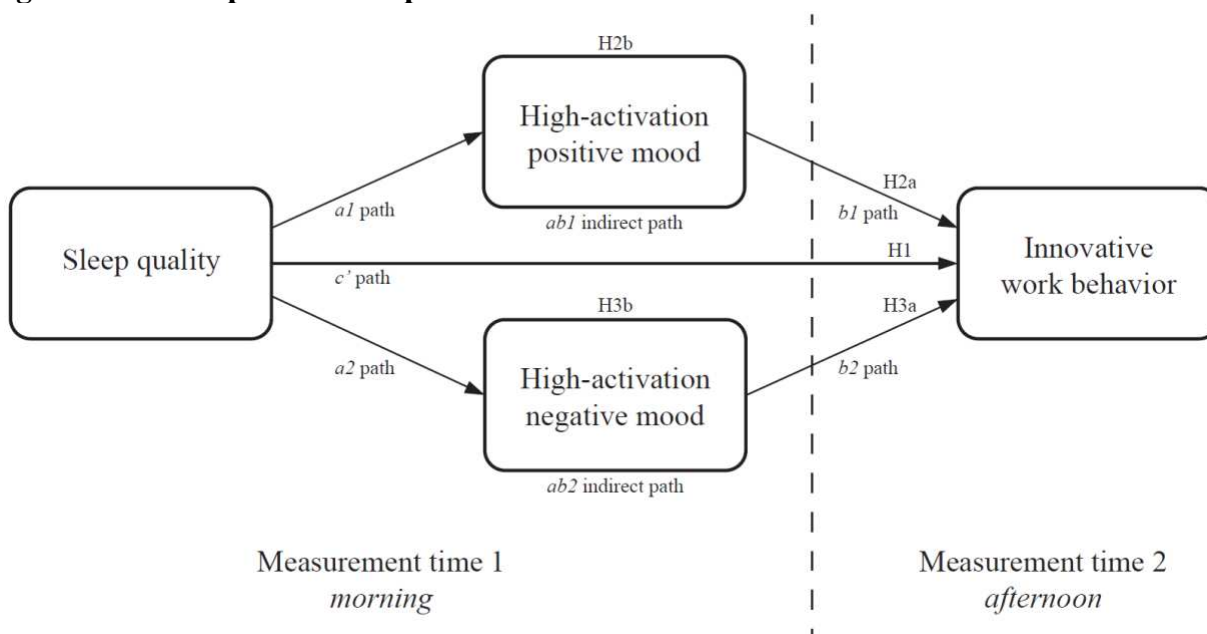 H2b
High-activation
positive mood
ab1 indirect path
a1 path
H2a
b1 path
Sleep quality
c' path
H1
Innovative
work behavior
H3b
H3a
a2 path
High-activation
negative mood
b2 path
ab2 indirect path
Measurement time 1
morning
Measurement time 2
afternoon